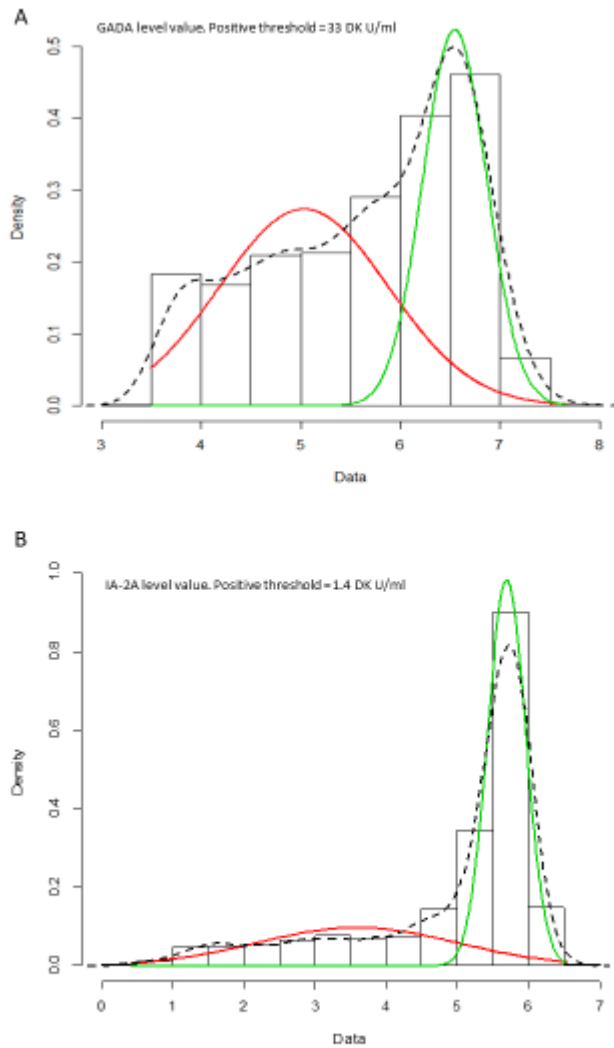 A
GADA level value. Positive threshold = 33 DK U/ml
0.5
0.4
0.3
0.2
0.1
0.0
Density
3 4 5 6 7 8
Data
B
IA-2A level value. Positive threshold = 1.4 DK U/ml
1.0
0.8
0.6
0.4
0.2
0.0
Density
0 1 2 3 4 5 6 7
Data